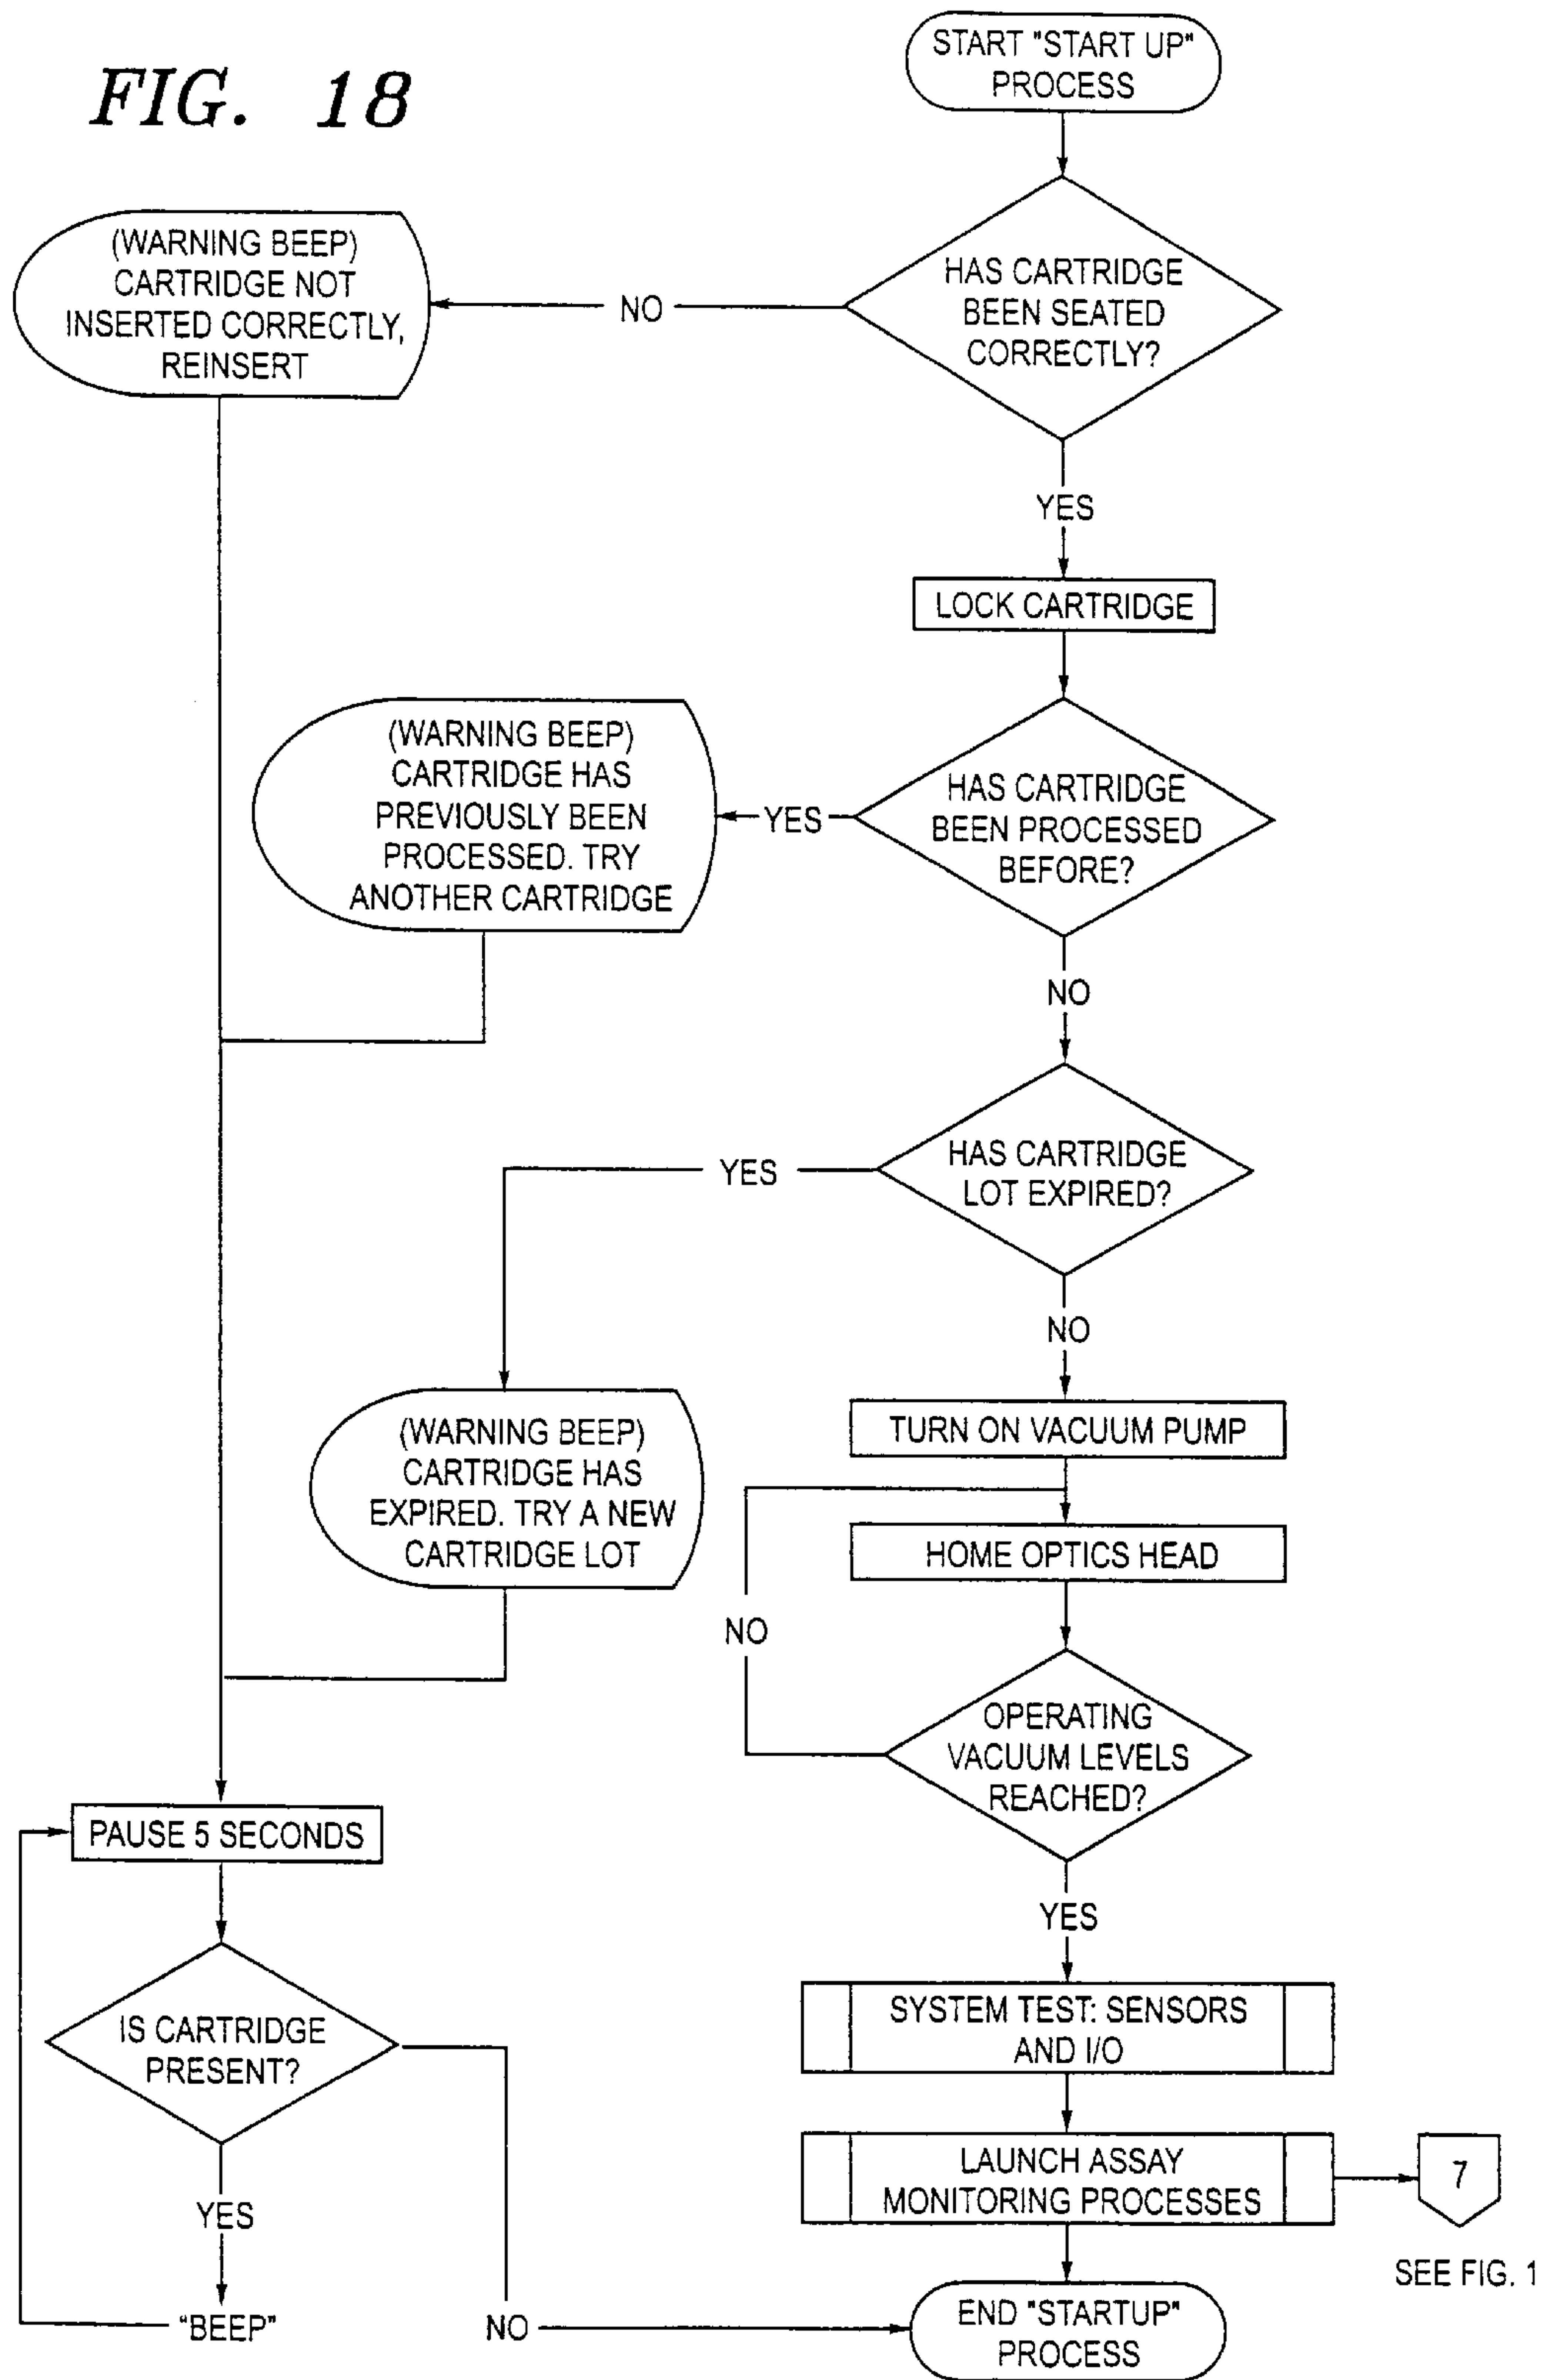 FIG. 18
START "START UP"
PROCESS
HAS CARTRIDGE
BEEN SEATED
CORRECTLY?
NO
(WARNING BEEP)
CARTRIDGE NOT
INSERTED CORRECTLY,
REINSERT
YES
LOCK CARTRIDGE
HAS CARTRIDGE
BEEN PROCESSED
BEFORE?
YES
(WARNING BEEP)
CARTRIDGE HAS
PREVIOUSLY BEEN
PROCESSED. TRY
ANOTHER CARTRIDGE
NO
HAS CARTRIDGE
LOT EXPIRED?
YES
(WARNING BEEP)
CARTRIDGE HAS
EXPIRED. TRY A NEW
CARTRIDGE LOT
NO
TURN ON VACUUM PUMP
HOME OPTICS HEAD
OPERATING
VACUUM LEVELS
REACHED?
NO
YES
SYSTEM TEST: SENSORS
AND I/O
LAUNCH ASSAY
MONITORING PROCESSES
7
SEE FIG. 1
PAUSE 5 SECONDS
IS CARTRIDGE
PRESENT?
YES
"BEEP"
NO
END "STARTUP"
PROCESS